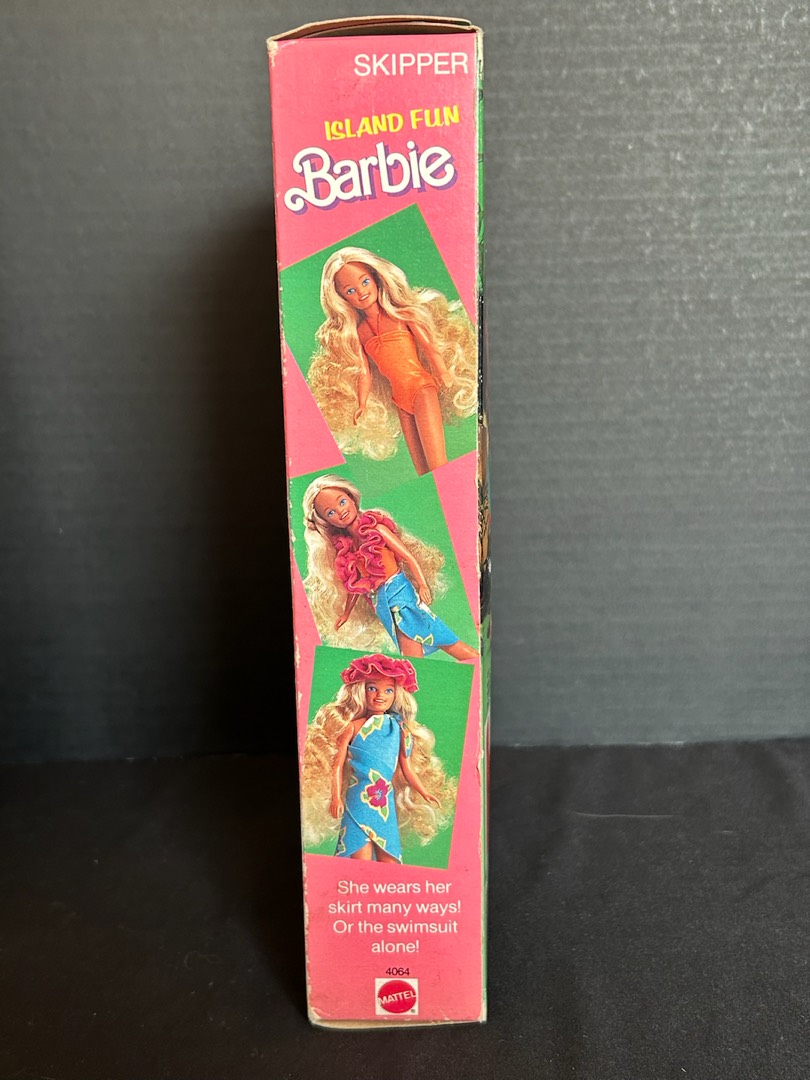 SKIPPER
ISLAND FUN
Barbie
She wears her
skirt many ways!
Or the swimsuit
alone!
4064
MATTEL